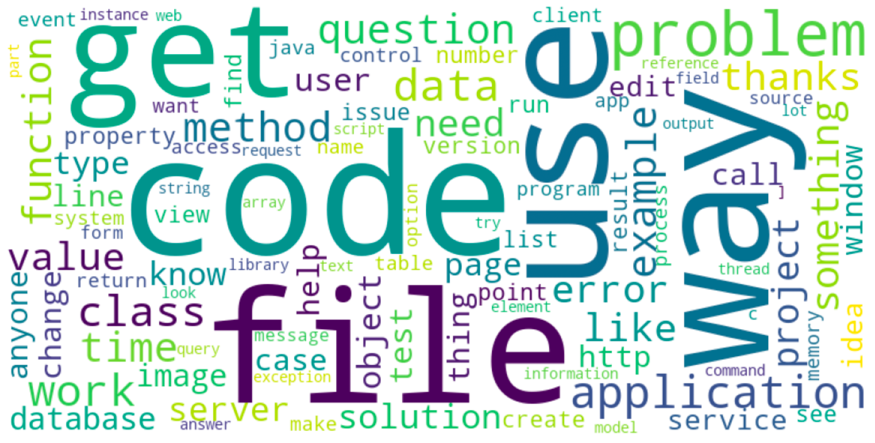 event
instance
web
get
java
question
client
problem
part
function
find
control
number
reference
edit
field
thanks
want
user
data
app
source
property
method
issue
need
run
output
lot
access
request
script
name
version
use
example
way
something
window
type
code
string
array
option
try
program
result
process
call
]
line
view
list
system
form
value
know
library
text
table
page
error
thread
c
project
anyone
change
return
look
class
file
help
object
test
thing
point
element
like
http
memory
idea
time
query
message
case
exception
information
command
work
image
application
database
server
answer
make
solution
create
model
service
see